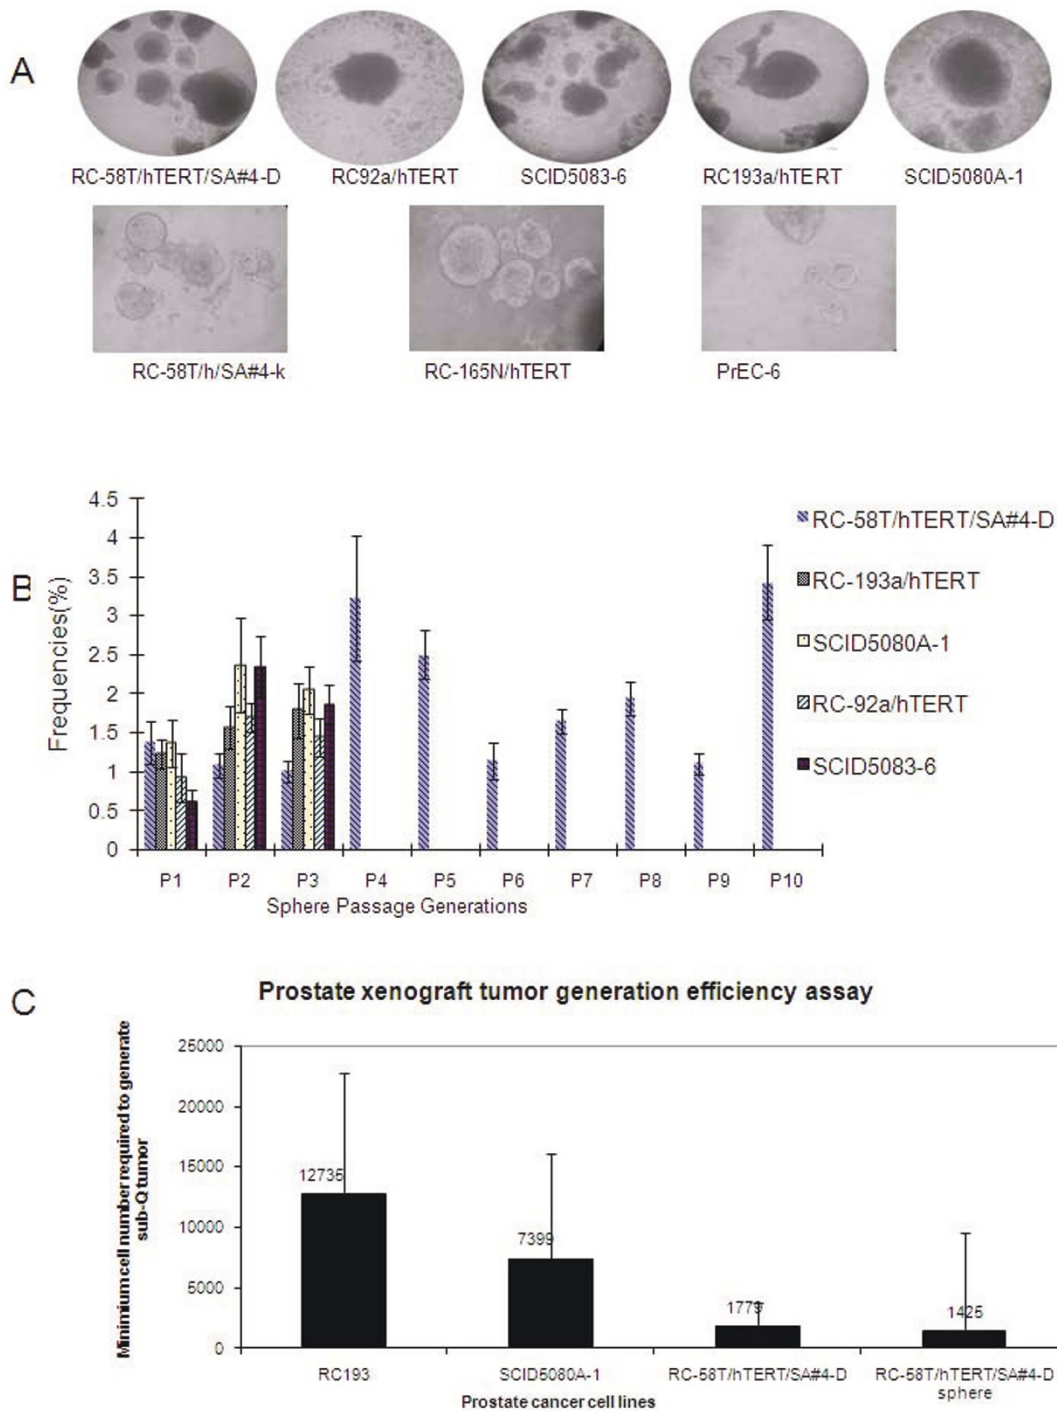 A
RC-58T/hTERT/SA#4-D
RC92a/hTERT
SCID5083-6
RC193a/hTERT
SCID5080A-1
RC-58T/h/SA#4-k
RC-165N/hTERT
PrEC-6
B
Frequencies(%)
4.5
4
3.5
3
2.5
2
1.5
1
0.5
0
P1
P2
P3
P4
P5
P6
P7
P8
P9
P10
Sphere Passage Generations
RC-58T/hTERT/SA#4-D
RC-193a/hTERT
SCID5080A-1
RC-92a/hTERT
SCID5083-6
C
Prostate xenograft tumor generation efficiency assay
Minimium cell number required to generate
sub-Q tumor
25000
20000
15000
10000
5000
0
12735
7399
1779
1425
RC193
SCID5080A-1
RC-58T/hTERT/SA#4-D
RC-58T/hTERT/SA#4-D
sphere
Prostate cancer cell lines